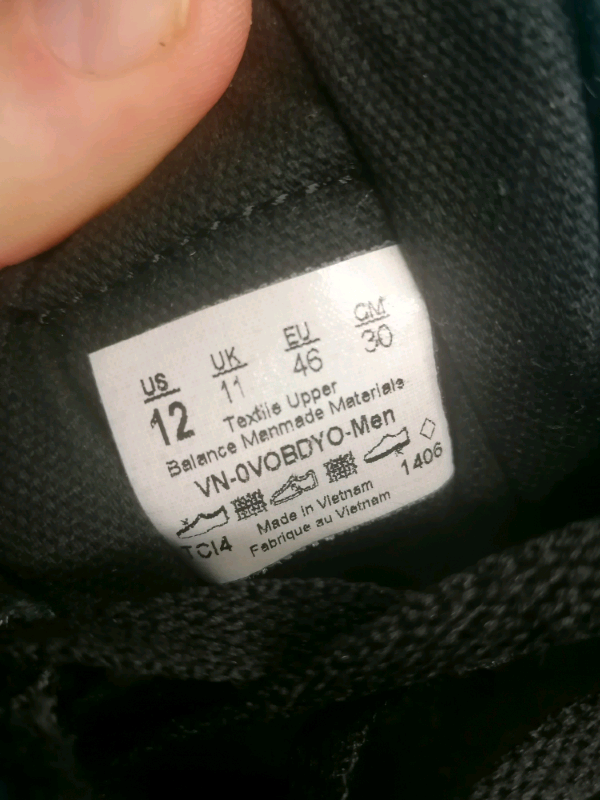 US UK EU CM
12 11 46 30
Textile Upper
Balance Manmade Materials
VN-0VOBDYO-Men
1406
TCI4 Made in Vietnam
Fabrique au Vietnam